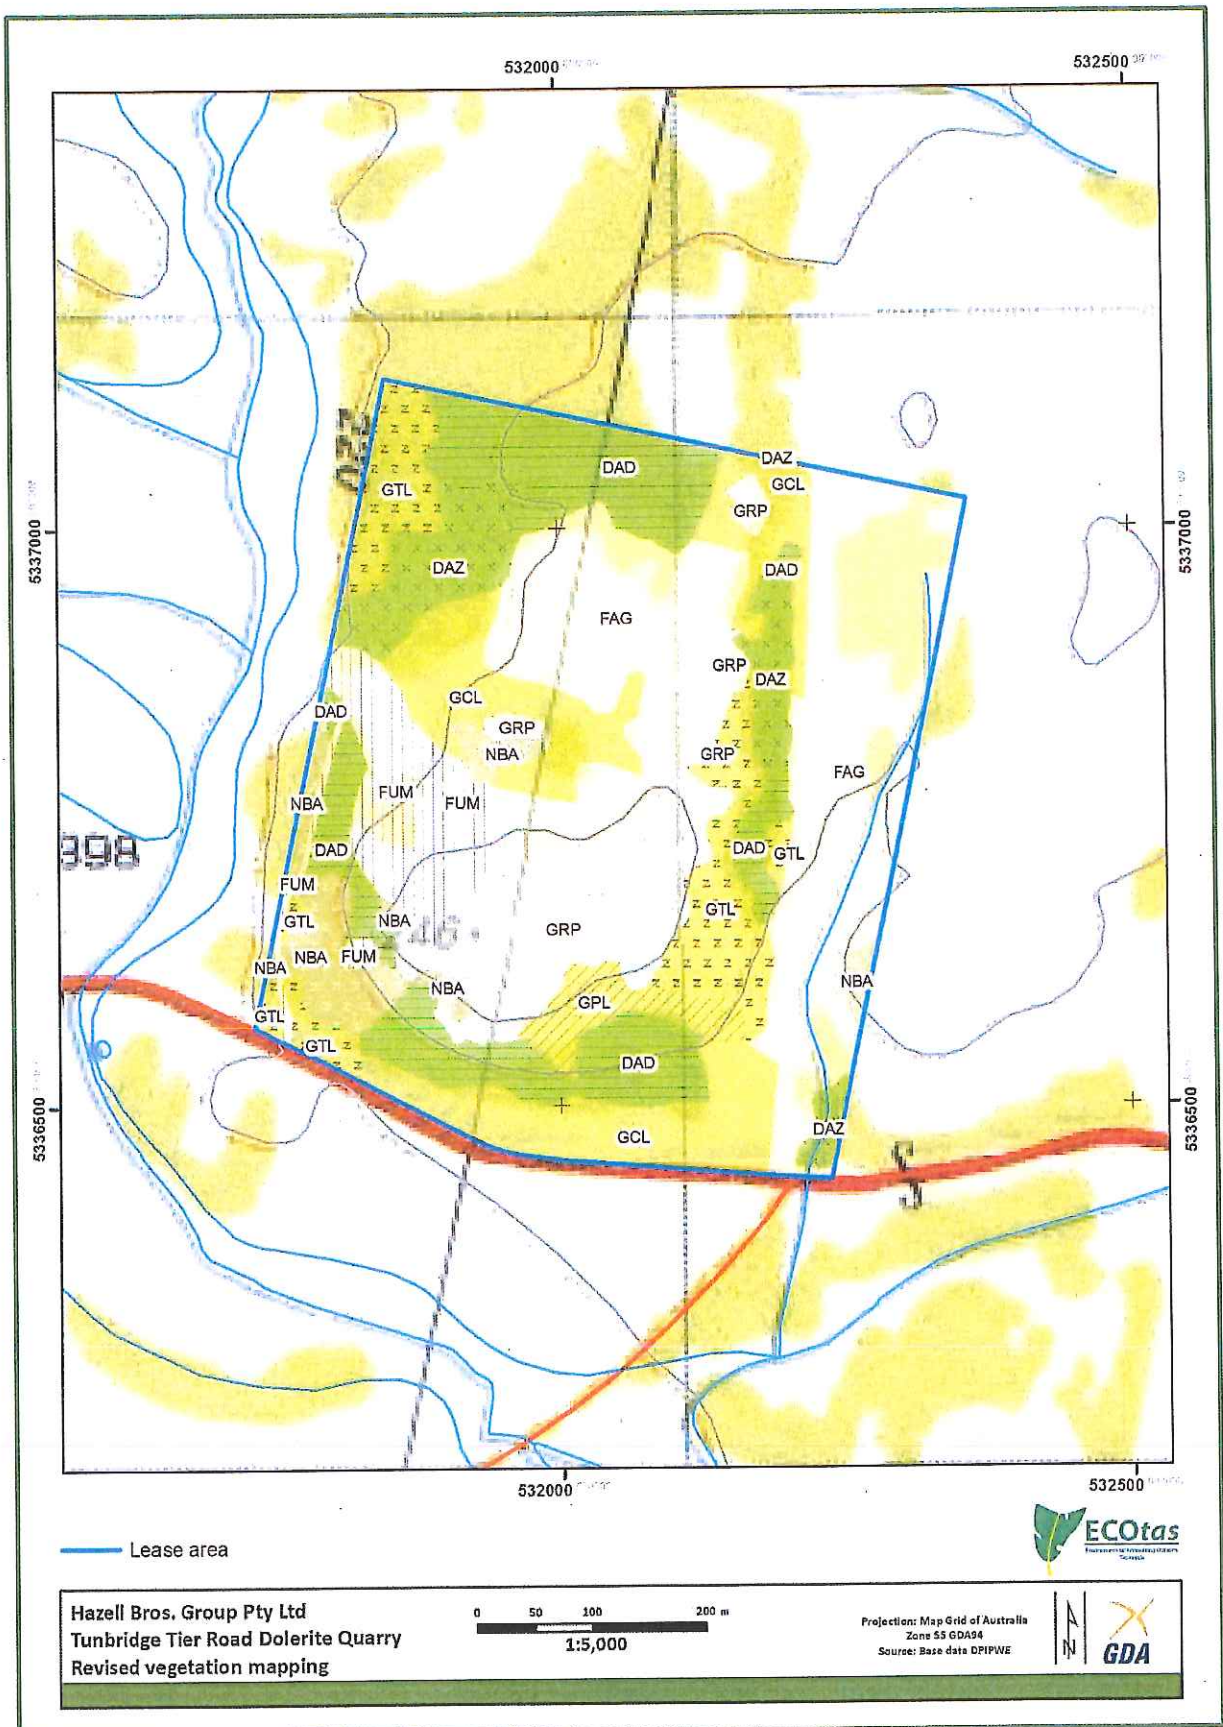 532000
532500
220
DAZ
DAD
GCL
GTL
GRP
5337000
5337000
DAZ
DAD
FAG
GRP
DAZ
GCL
DAD
GRP
NBA
GRP
FAG
FUM
NBA
FUM
DAD
DAD
GTL
FUM
GTL
NBA
GTL
GRP
NBA
FUM
NBA
NBA
NBA
GPL
GTL
GTL
DAD
5336500
5336500
DAZ
GCL
532000
532500
Lease area
ECOtas
Hazell Bros. Group Pty Ltd
Tunbridge Tier Road Dolerite Quarry
Revised vegetation mapping
0 50 100 200 m
1:5,000
Projection: Map Grid of Australia
Zone 55 GDA94
Source: Base data DPIPWE
N
GDA